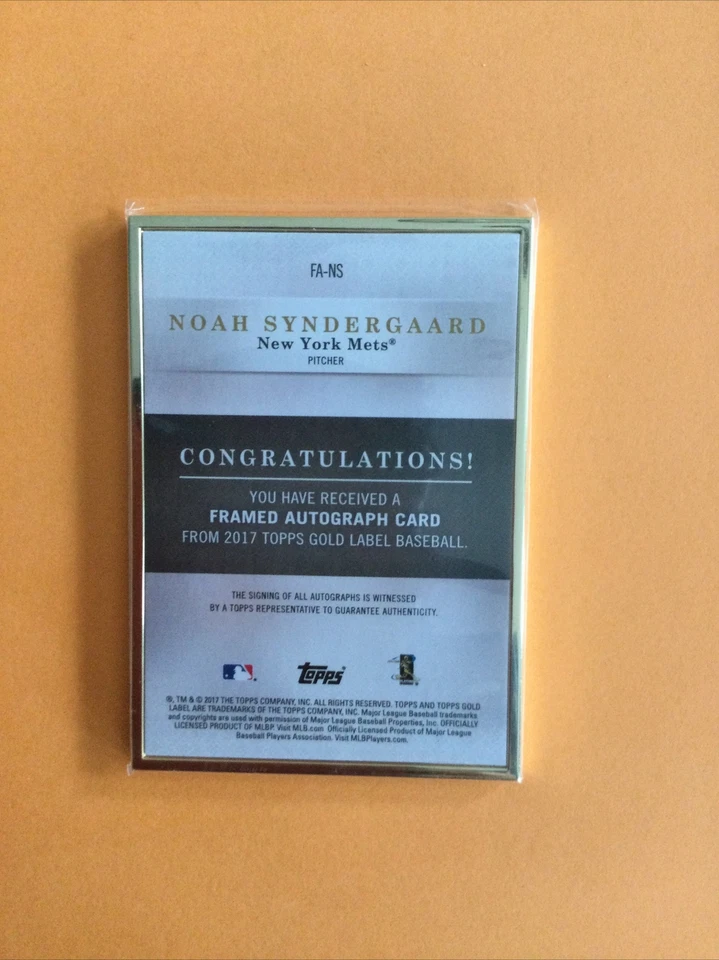 FA-NS
NOAH SYNDERGAARD
New York Mets®
PITCHER
CONGRATULATIONS!
YOU HAVE RECEIVED A
FRAMED AUTOGRAPH CARD
FROM 2017 TOPPS GOLD LABEL BASEBALL.
THE SIGNING OF ALL AUTOGRAPHS IS WITNESSED
BY A TOPPS REPRESENTATIVE TO GUARANTEE AUTHENTICITY.
topps®
®, TM & © 2017 THE TOPPS COMPANY, INC. ALL RIGHTS RESERVED. TOPPS AND TOPPS GOLD
LABEL ARE TRADEMARKS OF THE TOPPS COMPANY, INC. Major League Baseball trademarks
and copyrights are used with permission of Major League Baseball Properties, Inc. OFFICIALLY
LICENSED PRODUCT OF MLBP. Visit MLB.com Officially Licensed Product of Major League
Baseball Players Association. Visit MLBPlayers.com.